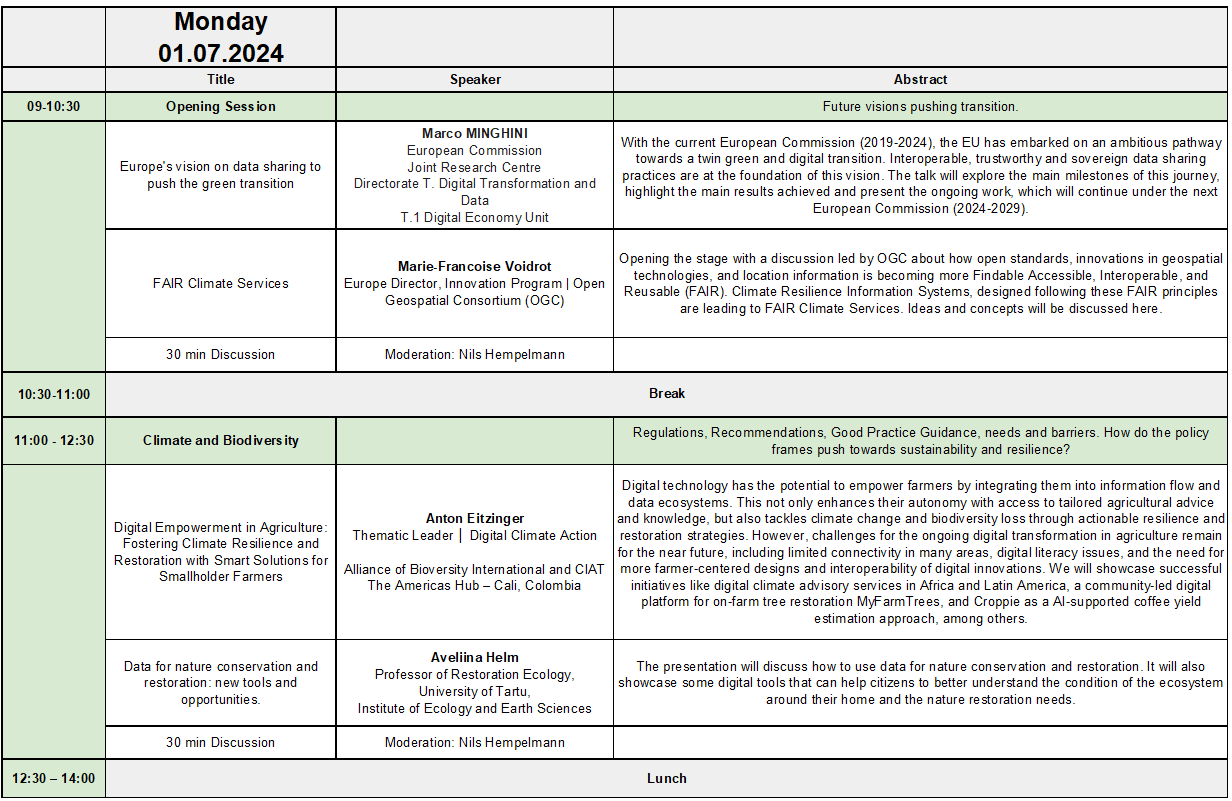 Monday
01.07.2024
Title
Speaker
Abstract
09-10:30
Opening Session
Future visions pushing transition.
Europe's vision on data sharing to
push the green transition
Marco MINGHINI
European Commission
Joint Research Centre
Directorate T. Digital Transformation and
Data
T.1 Digital Economy Unit
With the current European Commission (2019-2024), the EU has embarked on an ambitious pathway
towards a twin green and digital transition. Interoperable, trustworthy and sovereign data sharing
practices are at the foundation of this vision. The talk will explore the main milestones of this journey,
highlight the main results achieved and present the ongoing work, which will continue under the next
European Commission (2024-2029).
FAIR Climate Services
Marie-Francoise Voidrot
Europe Director, Innovation Program | Open
Geospatial Consortium (OGC)
Opening the stage with a discussion led by OGC about how open standards, innovations in geospatial
technologies, and location information is becoming more Findable Accessible, Interoperable, and
Reusable (FAIR). Climate Resilience Information Systems, designed following these FAIR principles
are leading to FAIR Climate Services. Ideas and concepts will be discussed here.
30 min Discussion
Moderation: Nils Hempelmann
10:30-11:00
Break
11:00 - 12:30
Climate and Biodiversity
Regulations, Recommendations, Good Practice Guidance, needs and barriers. How do the policy
frames push towards sustainability and resilience?
Digital Empowerment in Agriculture:
Fostering Climate Resilience and
Restoration with Smart Solutions for
Smallholder Farmers
Anton Eitzinger
Thematic Leader | Digital Climate Action
Alliance of Bioversity International and CIAT
The Americas Hub – Cali, Colombia
Digital technology has the potential to empower farmers by integrating them into information flow and
data ecosystems. This not only enhances their autonomy with access to tailored agricultural advice
and knowledge, but also tackles climate change and biodiversity loss through actionable resilience and
restoration strategies. However, challenges for the ongoing digital transformation in agriculture remain
for the near future, including limited connectivity in many areas, digital literacy issues, and the need for
more farmer-centered designs and interoperability of digital innovations. We will showcase successful
initiatives like digital climate advisory services in Africa and Latin America, a community-led digital
platform for on-farm tree restoration MyFarmTrees, and Croppie as a AI-supported coffee yield
estimation approach, among others.
Data for nature conservation and
restoration: new tools and
opportunities.
Aveliina Helm
Professor of Restoration Ecology,
University of Tartu,
Institute of Ecology and Earth Sciences
The presentation will discuss how to use data for nature conservation and restoration. It will also
showcase some digital tools that can help citizens to better understand the condition of the ecosystem
around their home and the nature restoration needs.
30 min Discussion
Moderation: Nils Hempelmann
12:30 – 14:00
Lunch